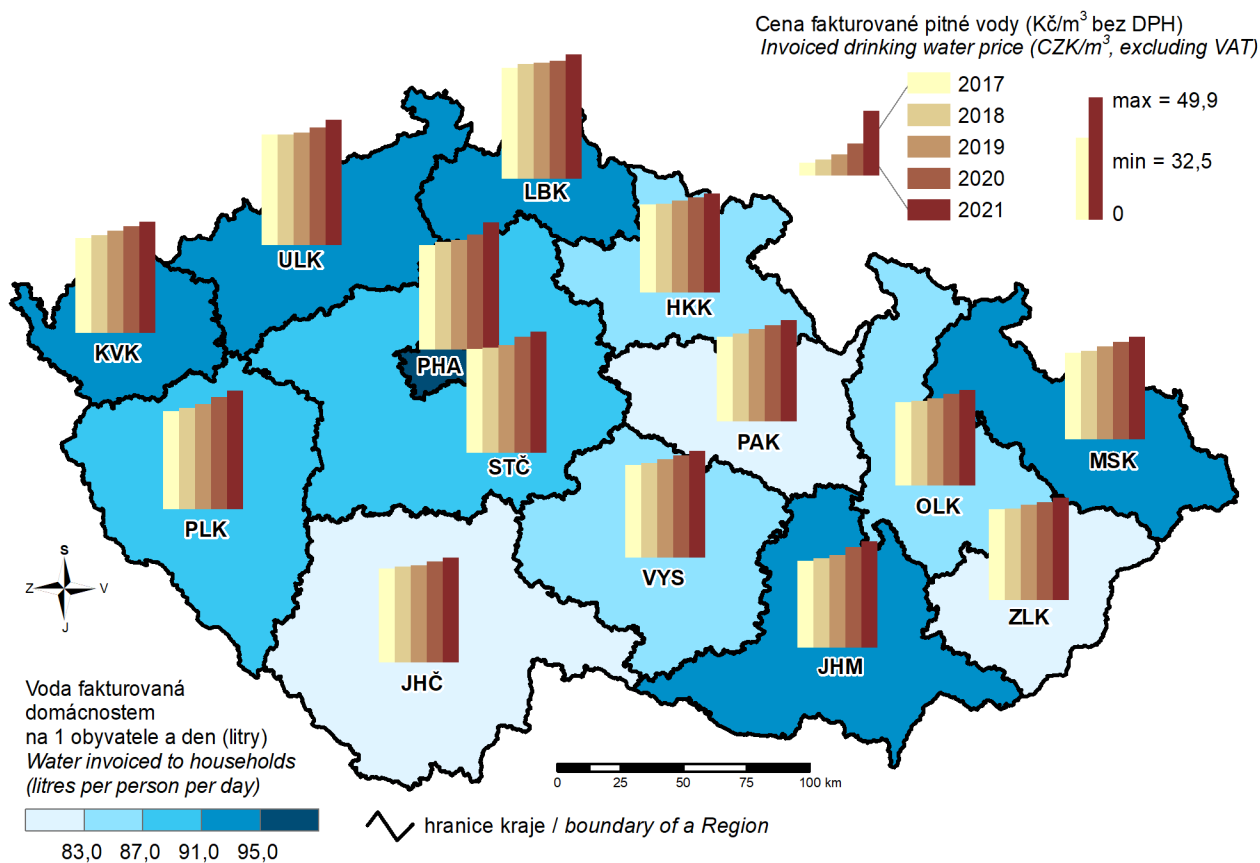 Cena fakturované pitné vody (Kč/m³ bez DPH)
Invoiced drinking water price (CZK/m³, excluding VAT)
2017
2018
2019
2020
2021
max = 49,9
min = 32,5
0
LBK
ULK
HKK
KVK
PHA
PAK
MSK
STČ
OLK
PLK
VYS
ZLK
JHM
JHČ
S
Z V
J
Voda fakturovaná
domácnostem
na 1 obyvatele a den (litry)
Water invoiced to households
(litres per person per day)
83,0 87,0 91,0 95,0
hranice kraje / boundary of a Region
0 25 50 75 100 km